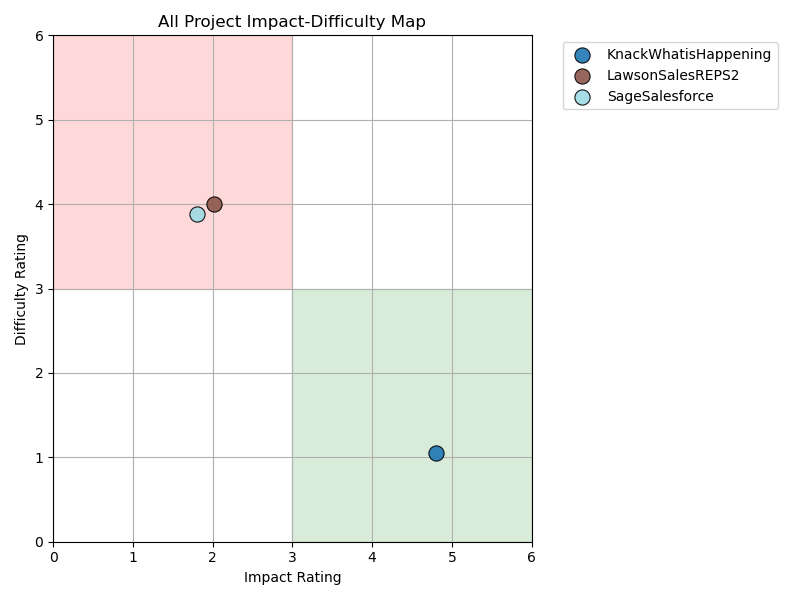 All Project Impact-Difficulty Map
6
5
4
3
2
1
0
0 1 2 3 4 5 6
Difficulty Rating
Impact Rating
KnackWhatisHappening
LawsonSalesREPS2
SageSalesforce